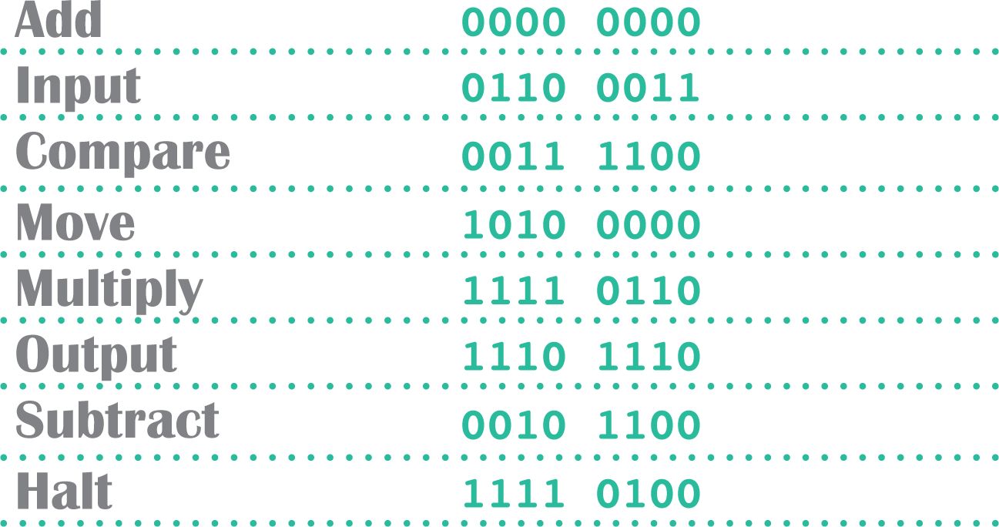 Add 0000 0000
Input 0110 0011
Compare 0011 1100
Move 1010 0000
Multiply 1111 0110
Output 1110 1110
Subtract 0010 1100
Halt 1111 0100